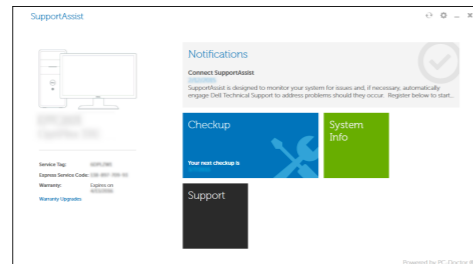 SupportAssist
Notifications
Connect SupportAssist
SupportAssist is designed to monitor your system for issues and, if necessary, automatically
engage Dell Technical Support to address problems should they occur. Register below to start...
Checkup
Your next checkup is
System
Info
Support
Service Tag:
Express Service Code:
Warranty:
Expires on
Warranty Upgrades
Powered by PC-Doctor®